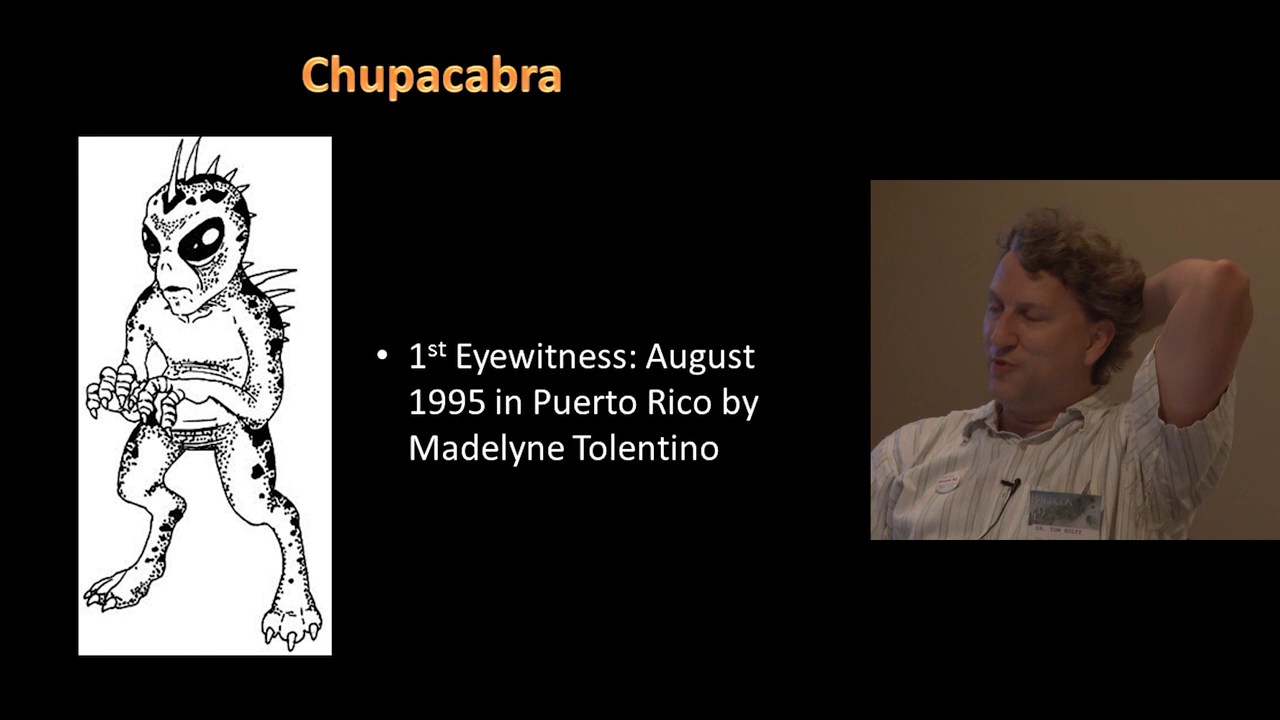 Chupacabra
• 1st Eyewitness: August
1995 in Puerto Rico by
Madelyne Tolentino